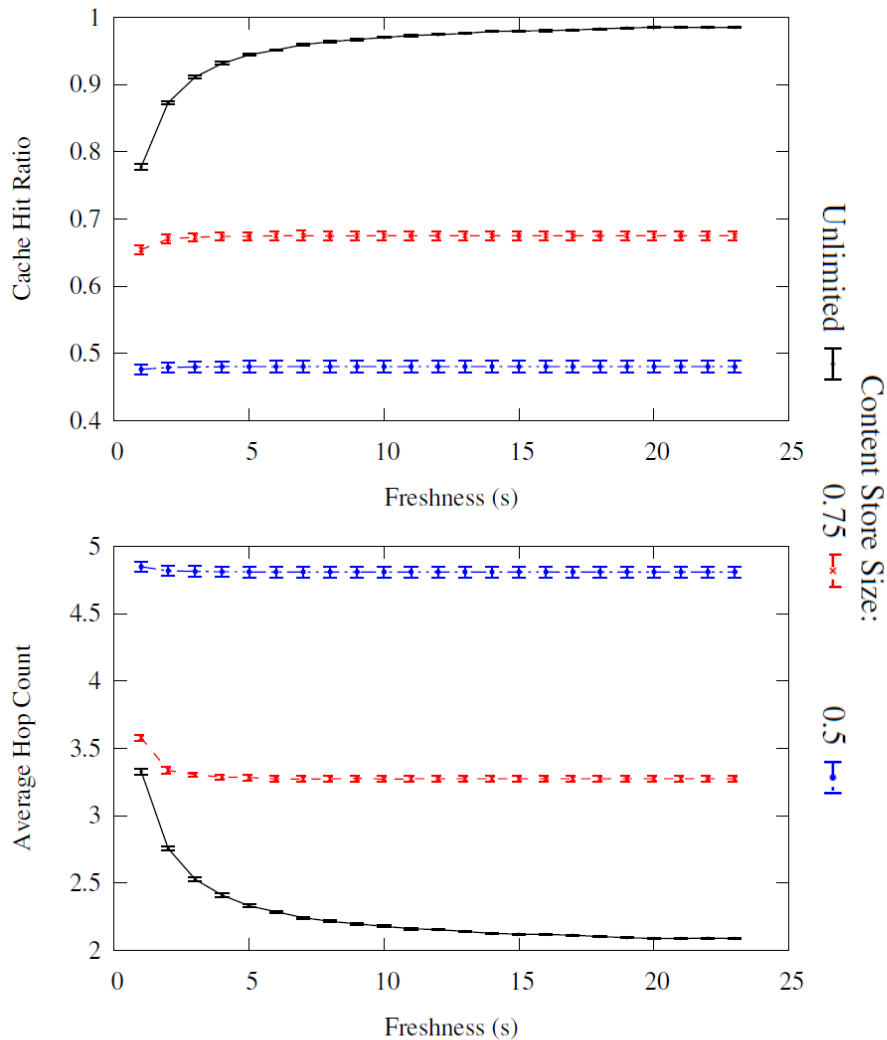 1
0.9
0.8
0.7
0.6
0.5
0.4
Cache Hit Ratio
0 5 10 15 20 25
Freshness (s)
5
4.5
4
3.5
3
2.5
2
Average Hop Count
0 5 10 15 20 25
Freshness (s)
Content Store Size:
Unlimited 0.75 0.5